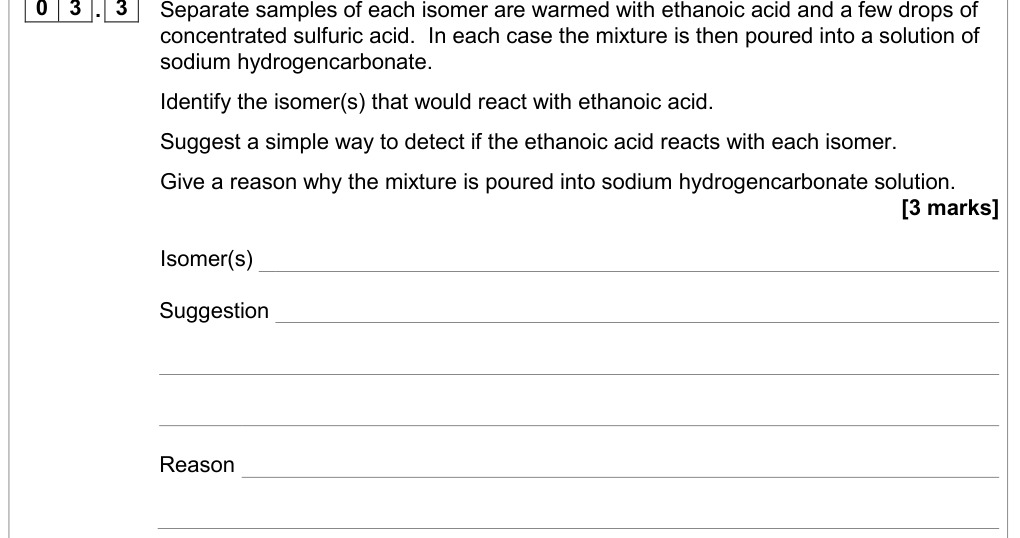 03.3 Separate samples of each isomer are warmed with ethanoic acid and a few drops of
concentrated sulfuric acid. In each case the mixture is then poured into a solution of
sodium hydrogencarbonate.
Identify the isomer(s) that would react with ethanoic acid.
Suggest a simple way to detect if the ethanoic acid reacts with each isomer.
Give a reason why the mixture is poured into sodium hydrogencarbonate solution.
[3 marks]
Isomer(s)
Suggestion
Reason